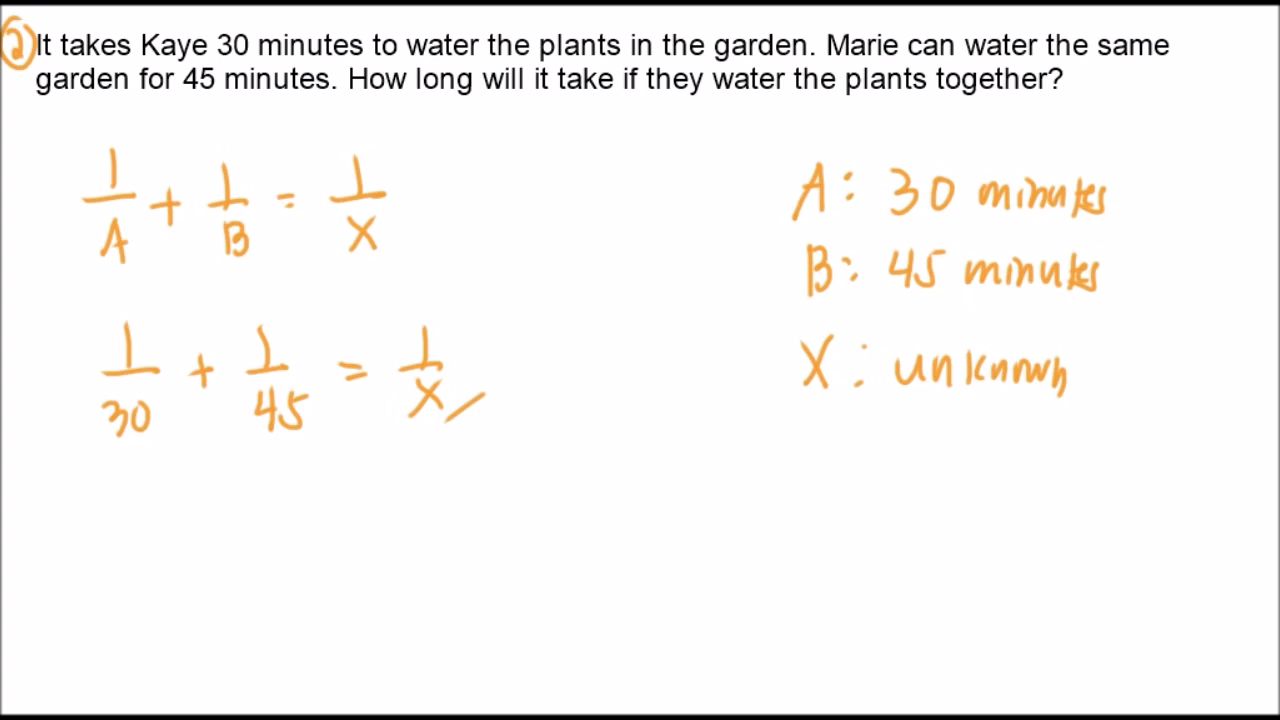 2 It takes Kaye 30 minutes to water the plants in the garden. Marie can water the same
garden for 45 minutes. How long will it take if they water the plants together?
1/A + 1/B = 1/X
A: 30 minutes
B: 45 minutes
1/30 + 1/45 = 1/X
X: unknown